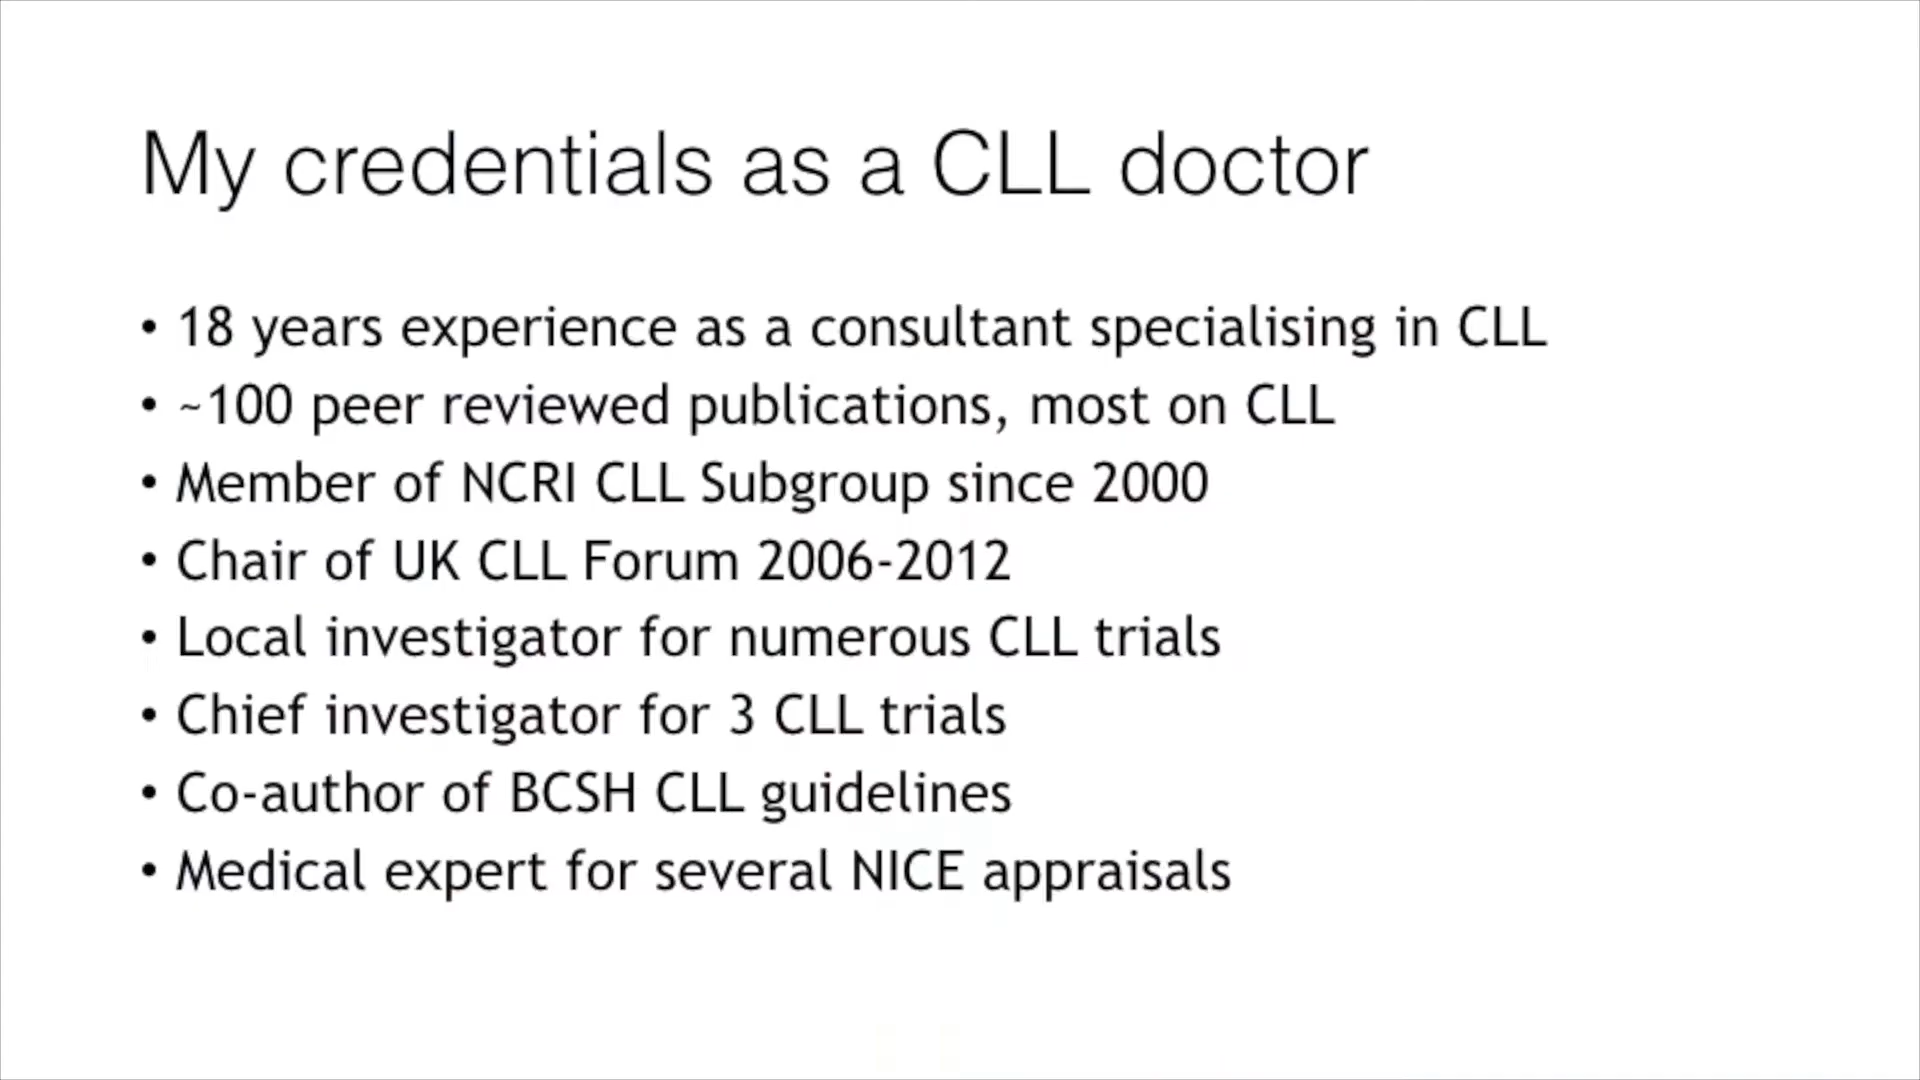 My credentials as a CLL doctor
• 18 years experience as a consultant specialising in CLL
• ~100 peer reviewed publications, most on CLL
• Member of NCRI CLL Subgroup since 2000
• Chair of UK CLL Forum 2006-2012
• Local investigator for numerous CLL trials
• Chief investigator for 3 CLL trials
• Co-author of BCSH CLL guidelines
• Medical expert for several NICE appraisals